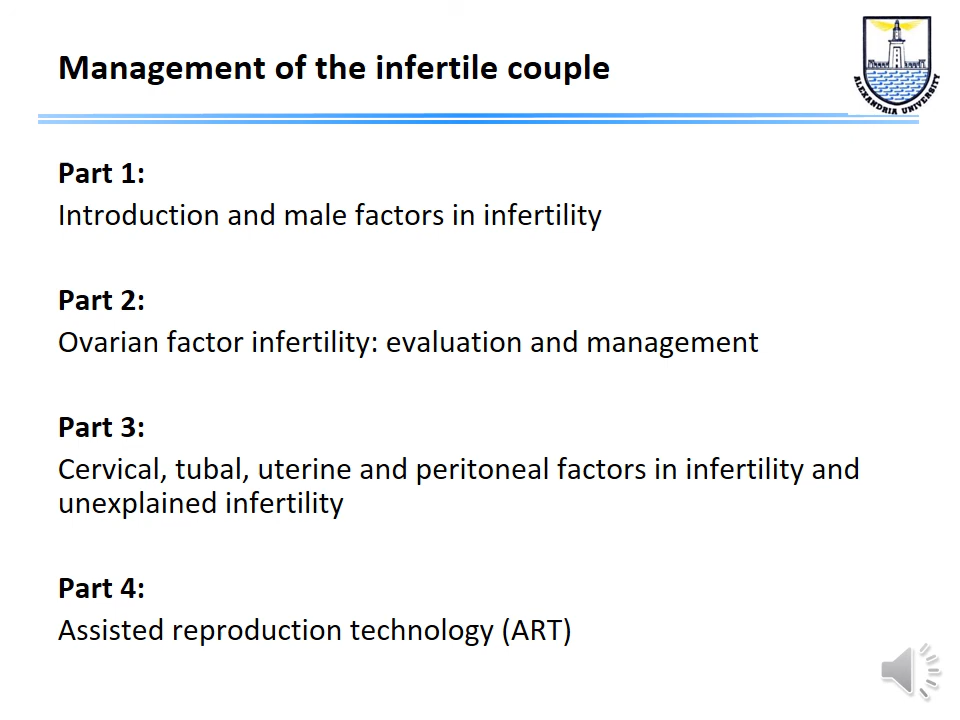 Management of the infertile couple
ALEXANDRIA UNIVERSITY
Part 1:
Introduction and male factors in infertility
Part 2:
Ovarian factor infertility: evaluation and management
Part 3:
Cervical, tubal, uterine and peritoneal factors in infertility and
unexplained infertility
Part 4:
Assisted reproduction technology (ART)